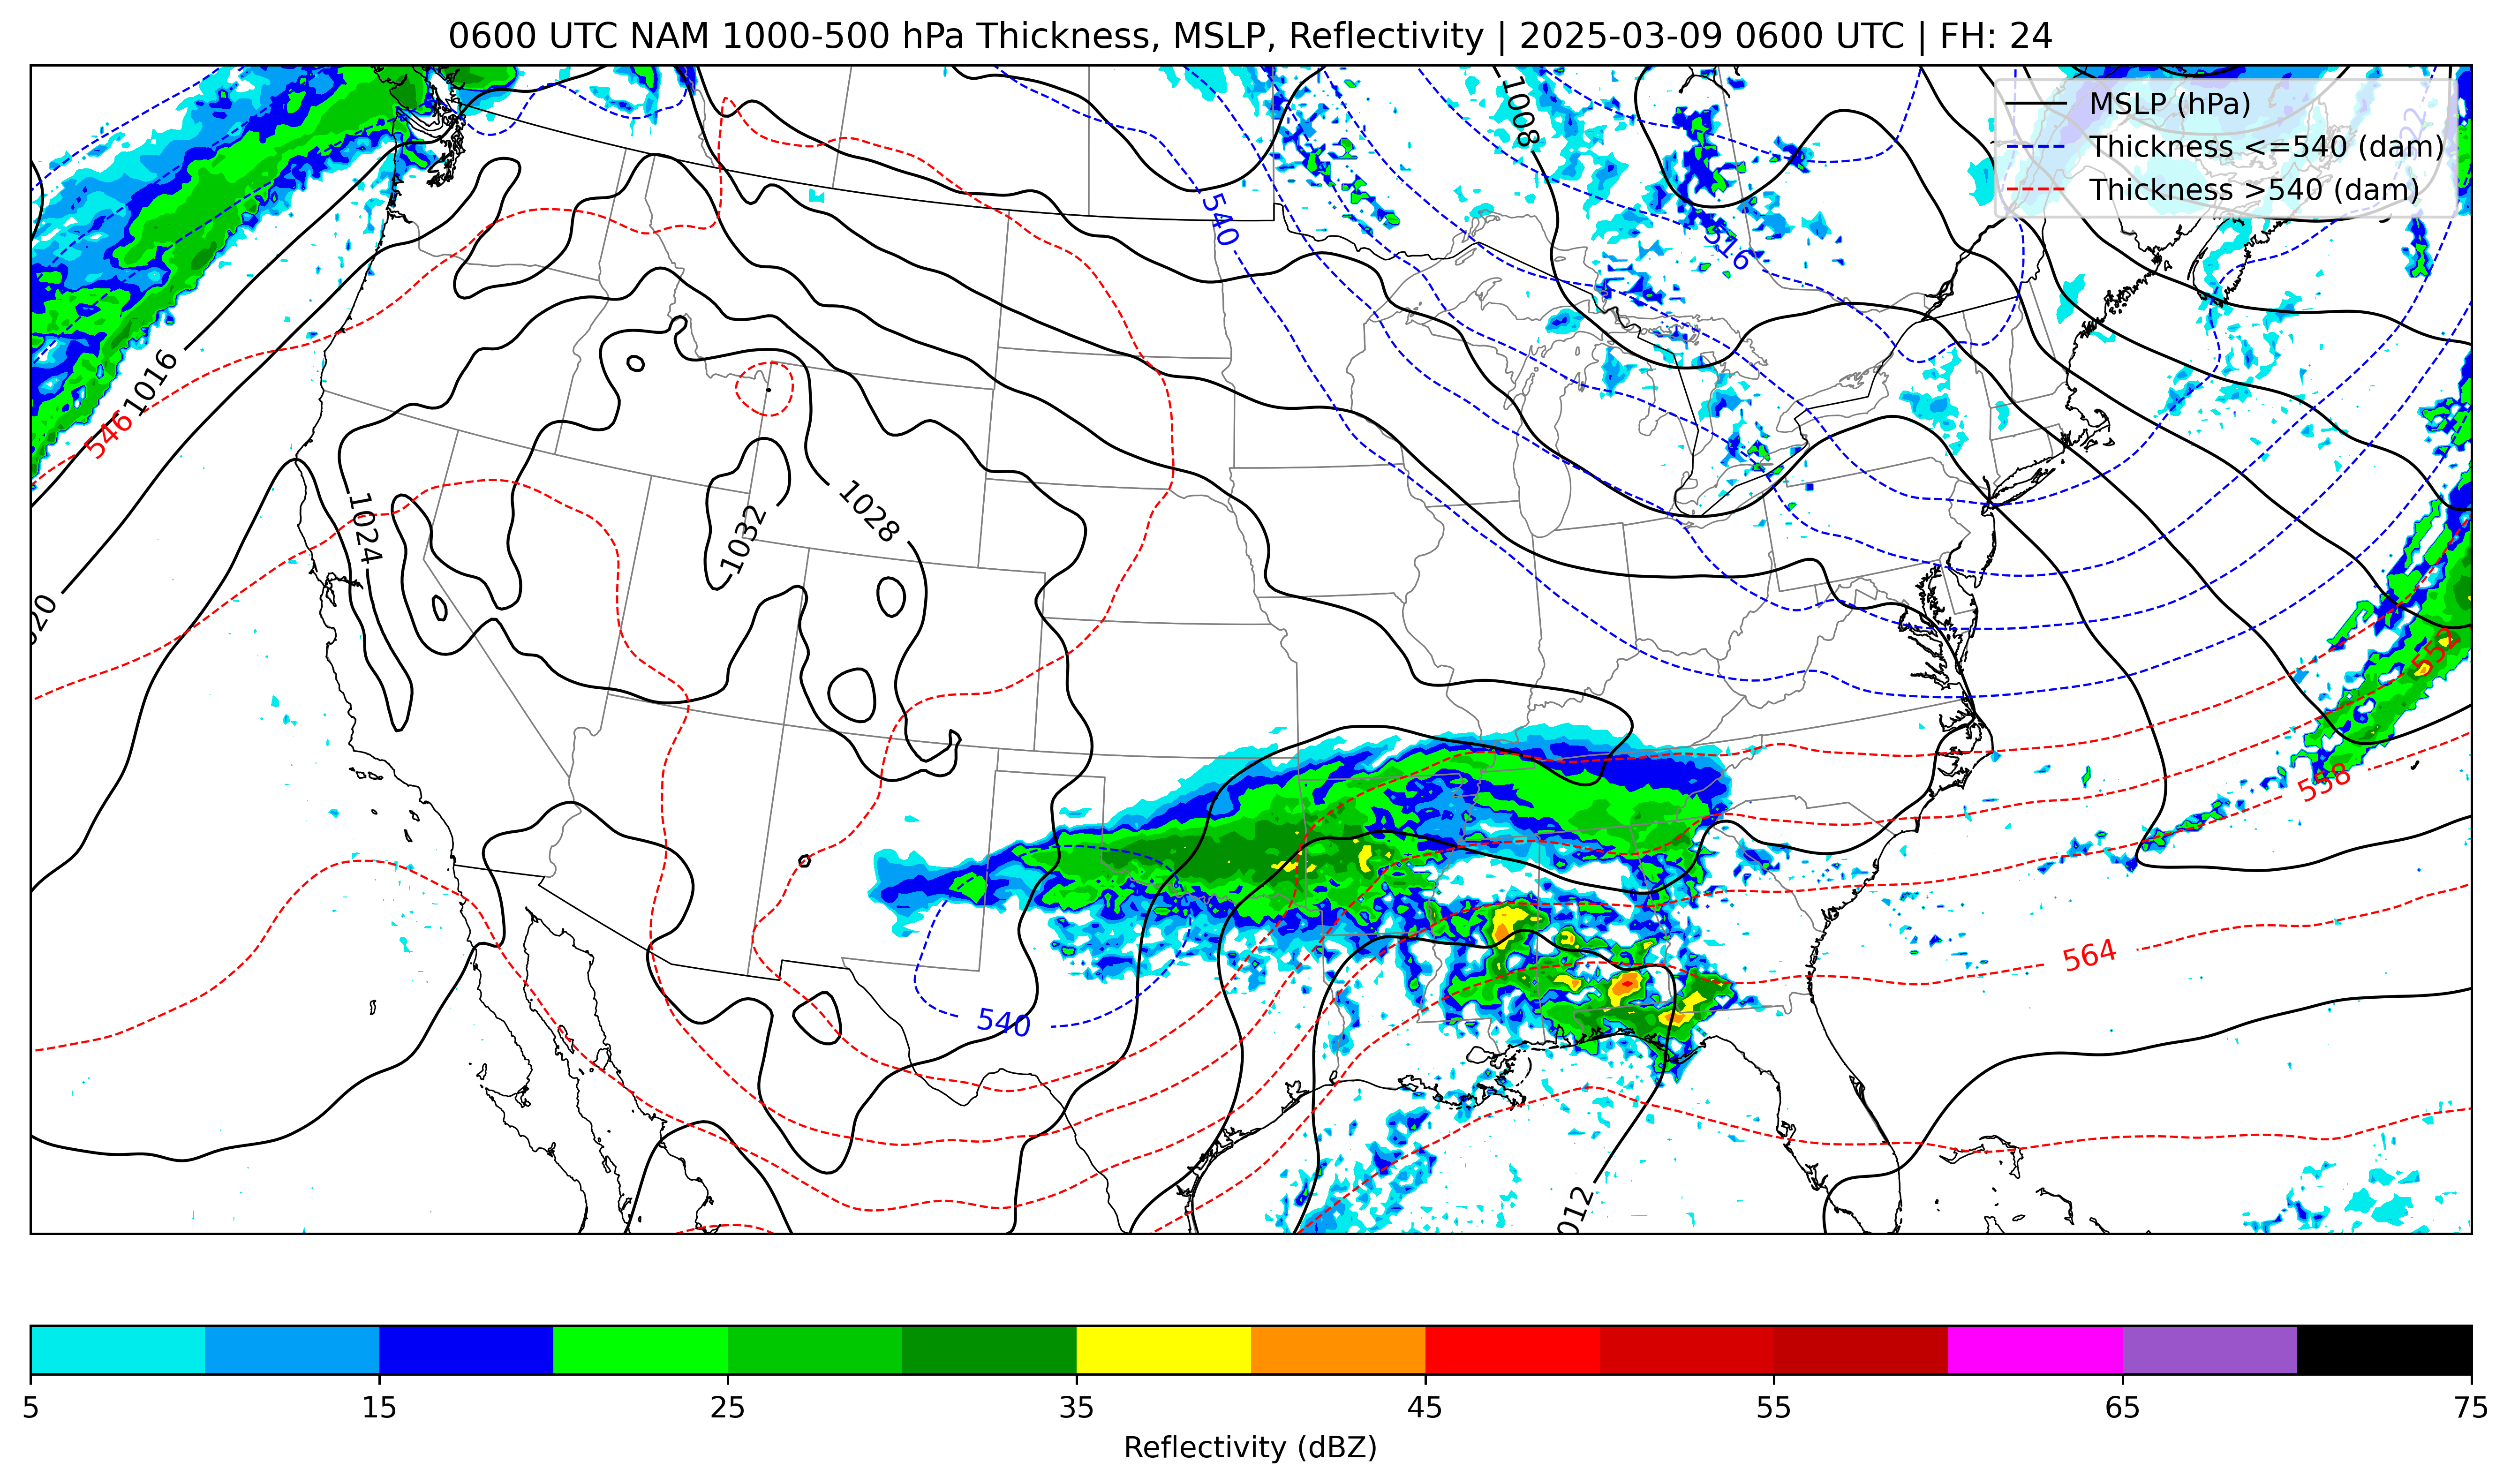 0600 UTC NAM 1000-500 hPa Thickness, MSLP, Reflectivity | 2025-03-09 0600 UTC | FH: 24
MSLP (hPa)
Thickness <=540 (dam)
Thickness >540 (dam)
1008
540
516
1016
546
1024
1032
1028
020
552
558
564
540
012
5 15 25 35 45 55 65 75
Reflectivity (dBZ)